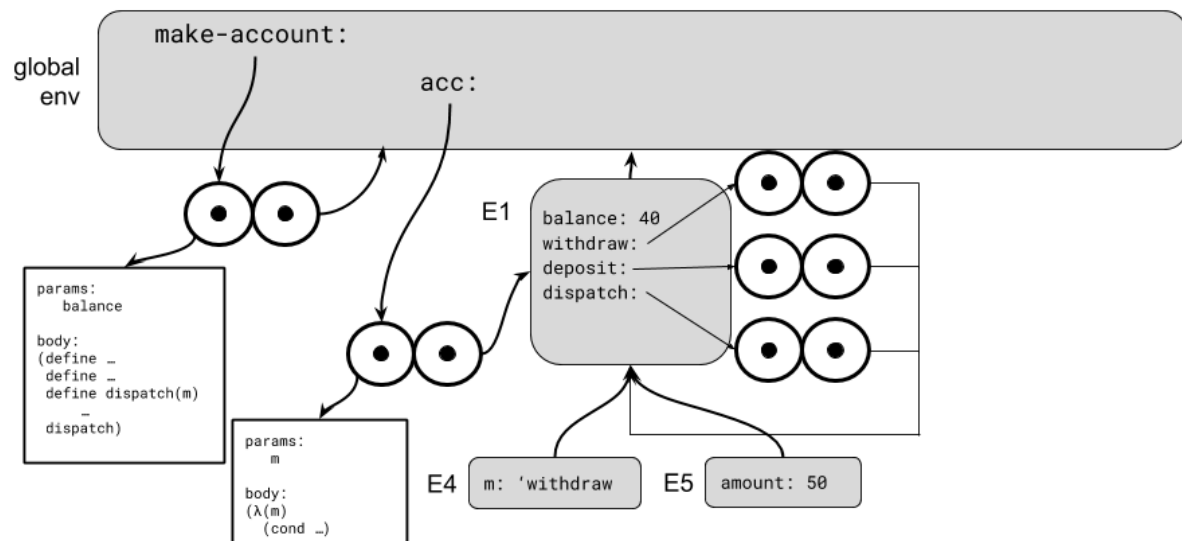 make-account:
global
env
acc:
E1
balance: 40
withdraw:
deposit:
dispatch:
params:
balance
body:
(define …
define …
define dispatch(m)
…
dispatch)
params:
m
body:
(λ(m)
(cond …)
E4
m: ‘withdraw
E5
amount: 50